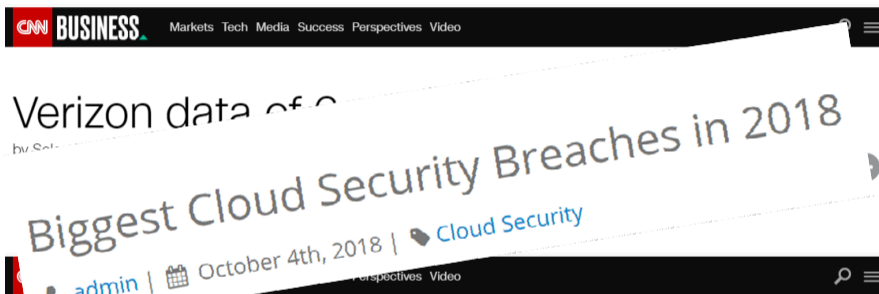 CNN BUSINESS Markets Tech Media Success Perspectives Video
Verizon data of
by
Biggest Cloud Security Breaches in 2018
admin | October 4th, 2018 | Cloud Security
Perspectives Video